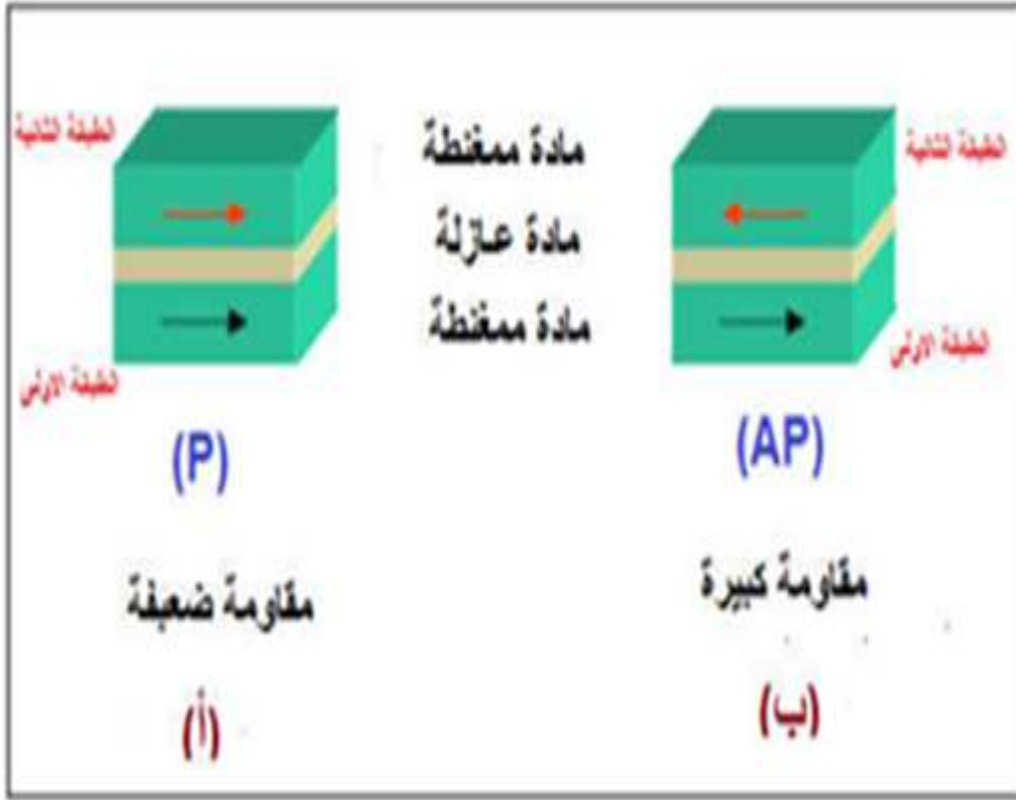 الطبقة الثانية
مادة ممغنطة
الطبقة الثانية
مادة عازلة
مادة ممغنطة
الطبقة الاولى
الطبقة الاولى
(P)
(AP)
مقاومة ضعيفة
مقاومة كبيرة
(أ)
(ب)